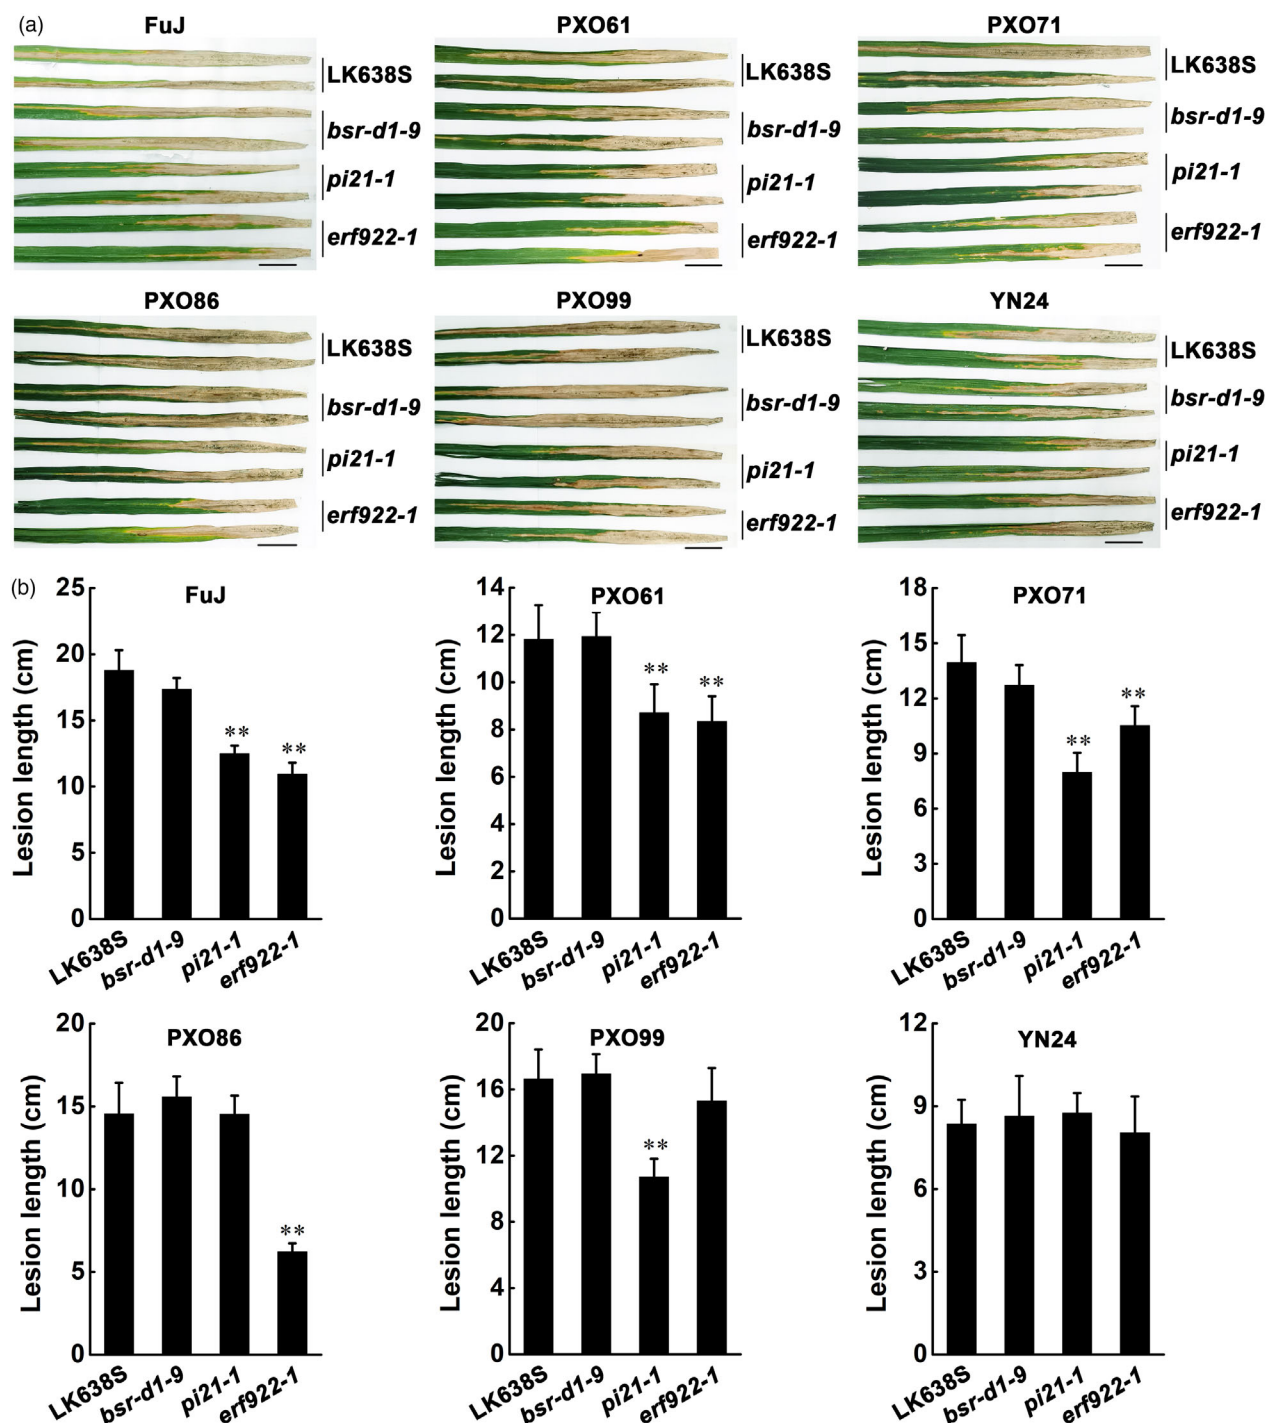 (a)
FuJ
PXO61
PXO71
LK638S
bsr-d1-9
pi21-1
erf922-1
LK638S
bsr-d1-9
pi21-1
erf922-1
LK638S
bsr-d1-9
pi21-1
erf922-1
PXO86
PXO99
YN24
LK638S
bsr-d1-9
pi21-1
erf922-1
LK638S
bsr-d1-9
pi21-1
erf922-1
LK638S
bsr-d1-9
pi21-1
erf922-1
(b)
FuJ
Lesion length (cm)
25
20
15
10
5
0
**
**
LK638S
bsr-d1-9
pi21-1
erf922-1
PXO61
Lesion length (cm)
14
12
10
8
6
4
2
0
**
**
LK638S
bsr-d1-9
pi21-1
erf922-1
PXO71
Lesion length (cm)
18
15
12
9
6
3
0
**
**
LK638S
bsr-d1-9
pi21-1
erf922-1
PXO86
Lesion length (cm)
20
15
10
5
0
**
LK638S
bsr-d1-9
pi21-1
erf922-1
PXO99
Lesion length (cm)
20
16
12
8
4
0
**
LK638S
bsr-d1-9
pi21-1
erf922-1
YN24
Lesion length (cm)
12
9
6
3
0
LK638S
bsr-d1-9
pi21-1
erf922-1